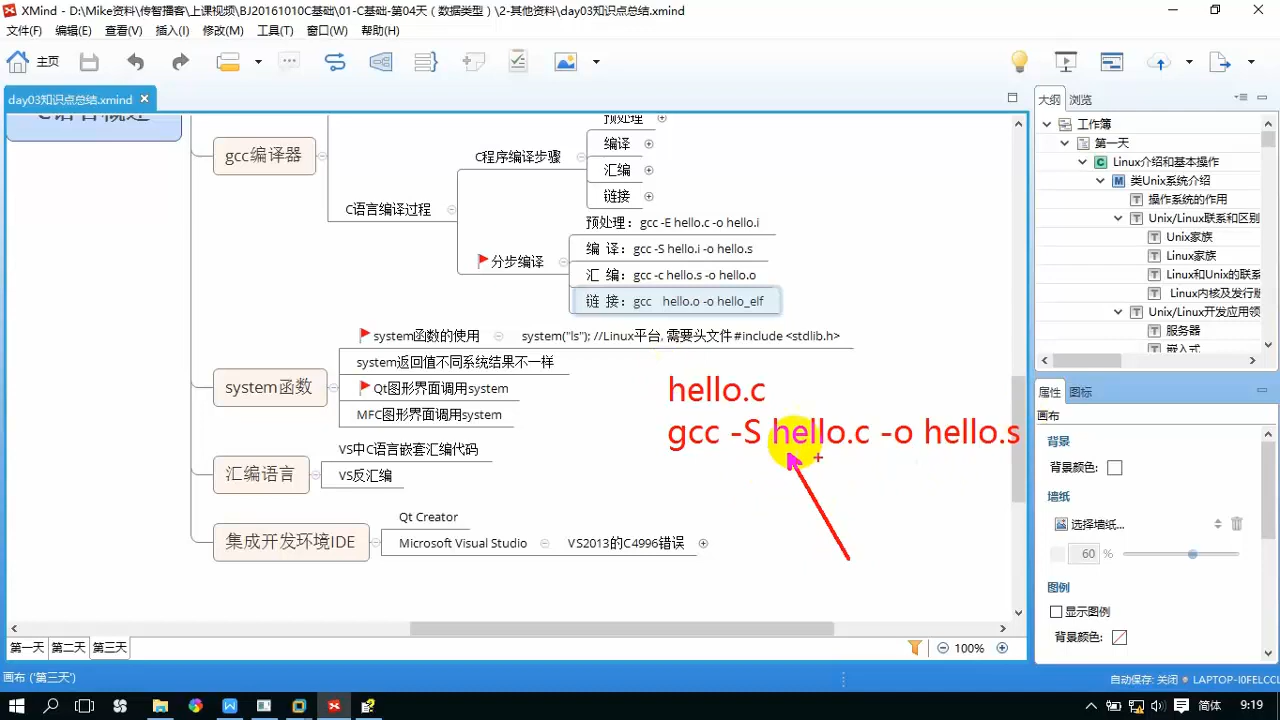 XMind - D:\Mike资料\传智播客\上课视频\BJ20161010C基础\01-C基础-第04天（数据类型）\2-其他资料\day03知识点总结.xmind
文件(F) 编辑(E) 查看(V) 插入(I) 修改(M) 工具(T) 窗口(W) 帮助(H)
主页
day03知识点总结.xmind
大纲 浏览
C语言概述
gcc编译器
C语言编译过程
C程序编译步骤
预处理
编译
汇编
链接
分步编译
预处理：gcc -E hello.c -o hello.i
编 译：gcc -S hello.i -o hello.s
汇 编：gcc -c hello.s -o hello.o
链 接：gcc hello.o -o hello_elf
system函数
system函数的使用
system("ls"); //Linux平台, 需要头文件#include <stdlib.h>
system返回值不同系统结果不一样
Qt图形界面调用system
MFC图形界面调用system
hello.c
gcc -S hello.c -o hello.s
汇编语言
VS中C语言嵌套汇编代码
VS反汇编
集成开发环境IDE
Qt Creator
Microsoft Visual Studio
VS2013的C4996错误
工作簿
第一天
Linux介绍和基本操作
类Unix系统介绍
操作系统的作用
Unix/Linux联系和区别
Unix家族
Linux家族
Linux和Unix的联系
Linux内核及发行版
Unix/Linux开发应用领
服务器
嵌入式
属性 图标
画布
背景
背景颜色:
墙纸
选择墙纸...
60 %
图例
显示图例
背景颜色:
第一天 第二天 第三天
100%
画布 ('第三天')
自动保存: 关闭
LAPTOP-I0FELCCL
简体
9:19